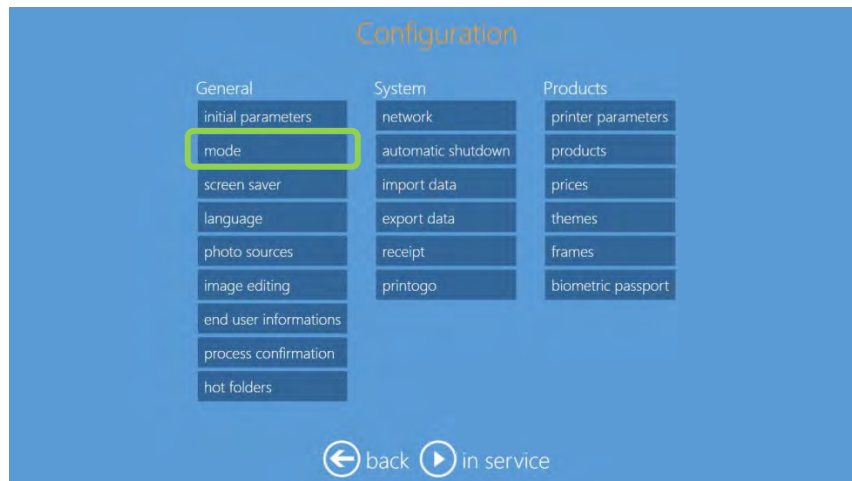 Configuration
General
initial parameters
mode
screen saver
language
photo sources
image editing
end user informations
process confirmation
hot folders
System
network
automatic shutdown
import data
export data
receipt
printogo
Products
printer parameters
products
prices
themes
frames
biometric passport
back in service